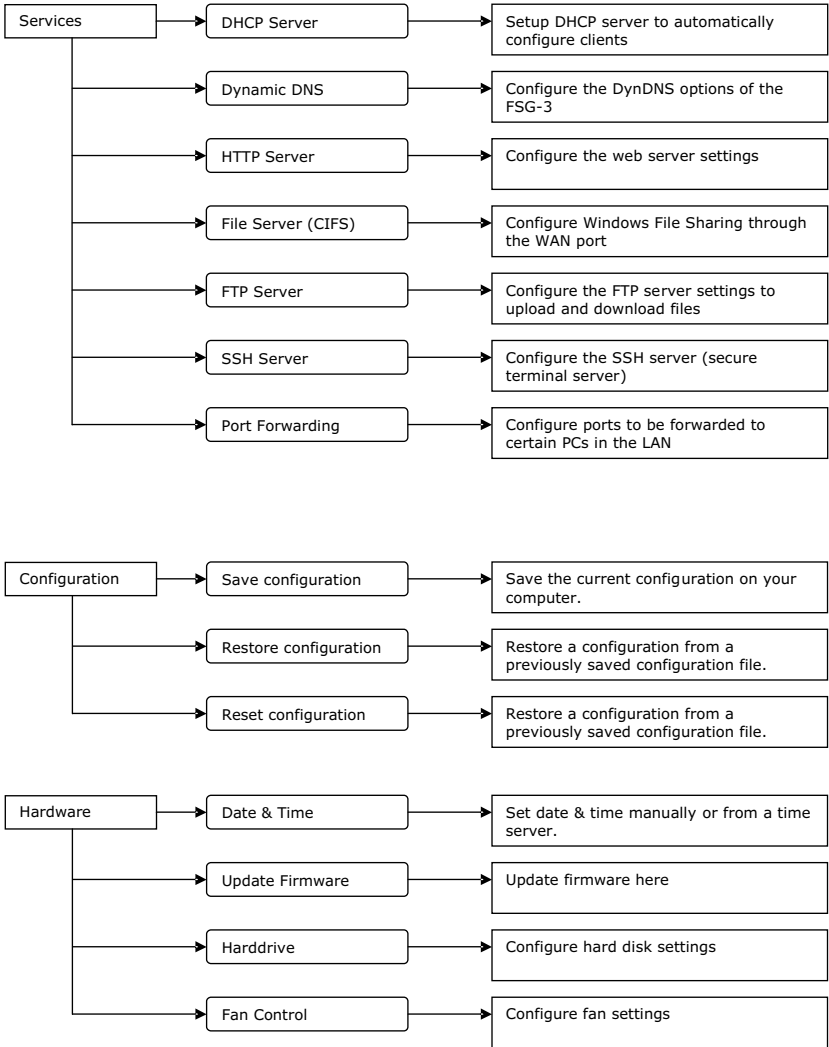 Services
DHCP Server
Setup DHCP server to automatically
configure clients
Dynamic DNS
Configure the DynDNS options of the
FSG-3
HTTP Server
Configure the web server settings
File Server (CIFS)
Configure Windows File Sharing through
the WAN port
FTP Server
Configure the FTP server settings to
upload and download files
SSH Server
Configure the SSH server (secure
terminal server)
Port Forwarding
Configure ports to be forwarded to
certain PCs in the LAN
Configuration
Save configuration
Save the current configuration on your
computer.
Restore configuration
Restore a configuration from a
previously saved configuration file.
Reset configuration
Restore a configuration from a
previously saved configuration file.
Hardware
Date & Time
Set date & time manually or from a time
server.
Update Firmware
Update firmware here
Harddrive
Configure hard disk settings
Fan Control
Configure fan settings